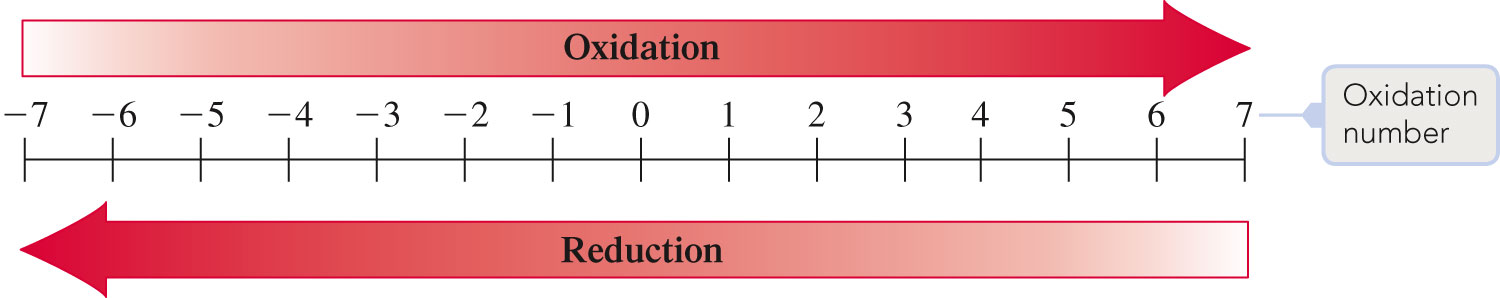 Oxidation
−7 −6 −5 −4 −3 −2 −1 0 1 2 3 4 5 6 7
Oxidation
number
Reduction